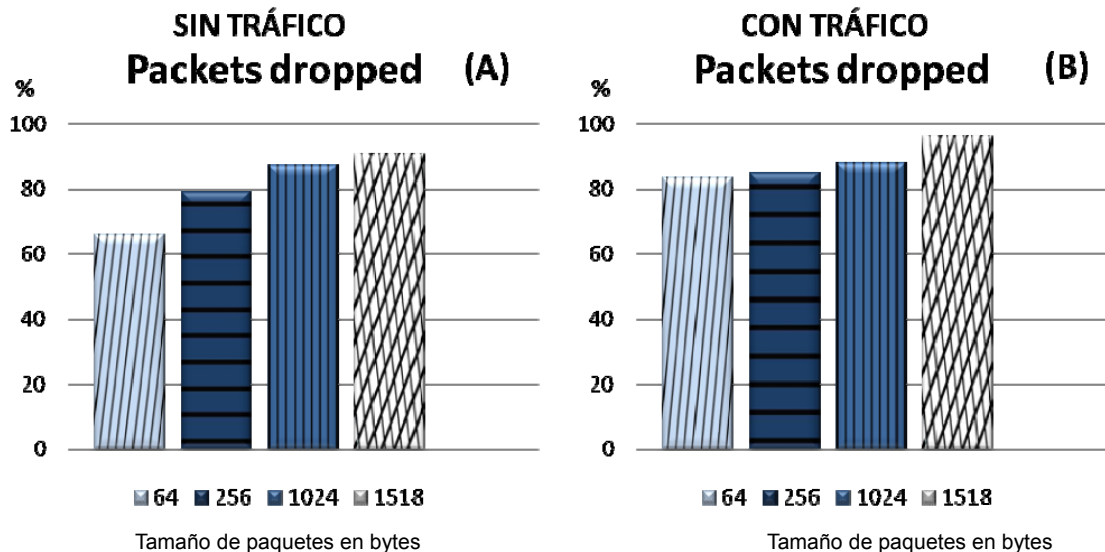 SIN TRÁFICO
Packets dropped (A)
%
100
80
60
40
20
0
64 256 1024 1518
Tamaño de paquetes en bytes
CON TRÁFICO
Packets dropped (B)
%
100
80
60
40
20
0
64 256 1024 1518
Tamaño de paquetes en bytes